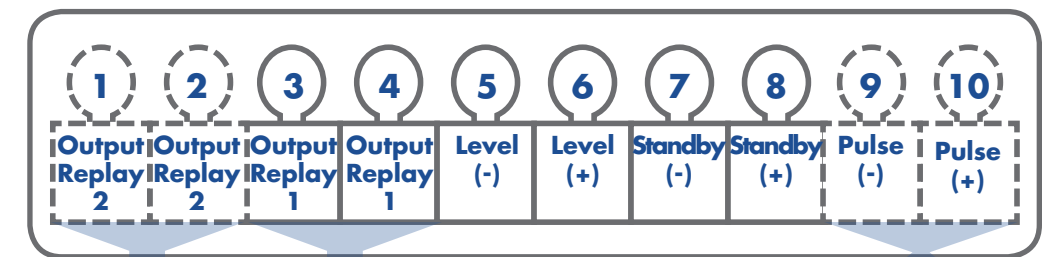 1 2 3 4 5 6 7 8 9 10
Output Output Output Output Level Level Standby Standby Pulse Pulse
Replay Replay Replay Replay (-) (+) (-) (+) (-) (+)
2 2 1 1